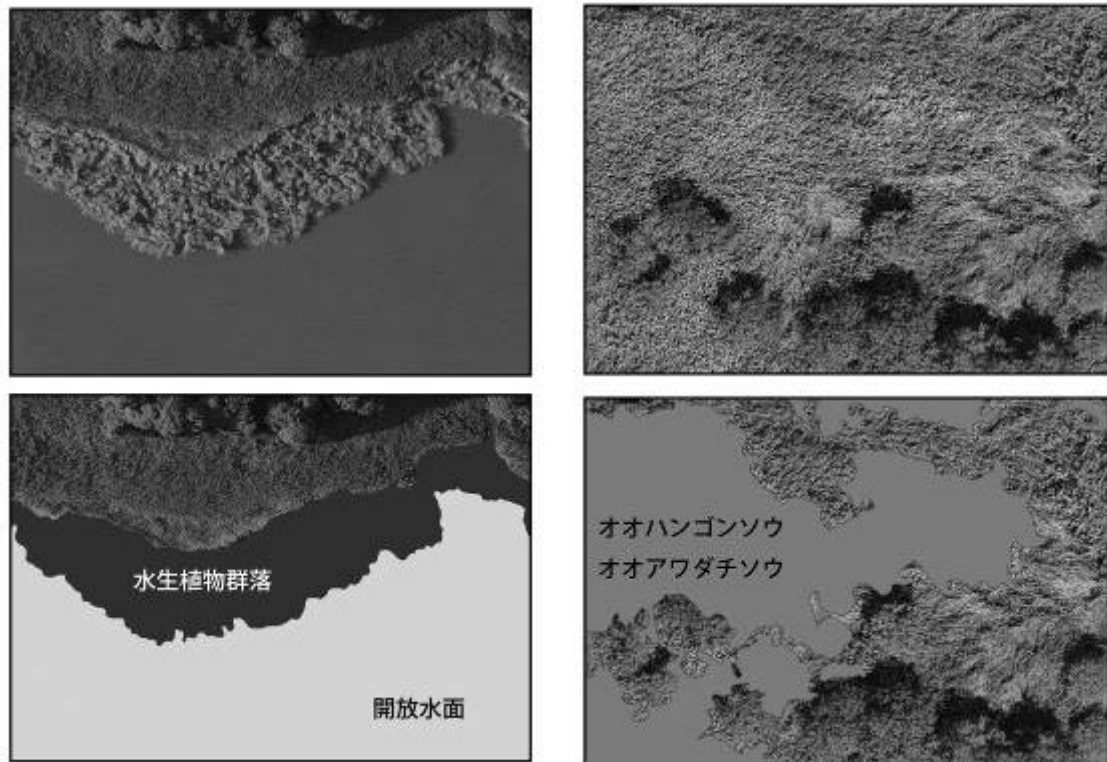 水生植物群落
開放水面
オオハンゴンソウ
オオアワダチソウ